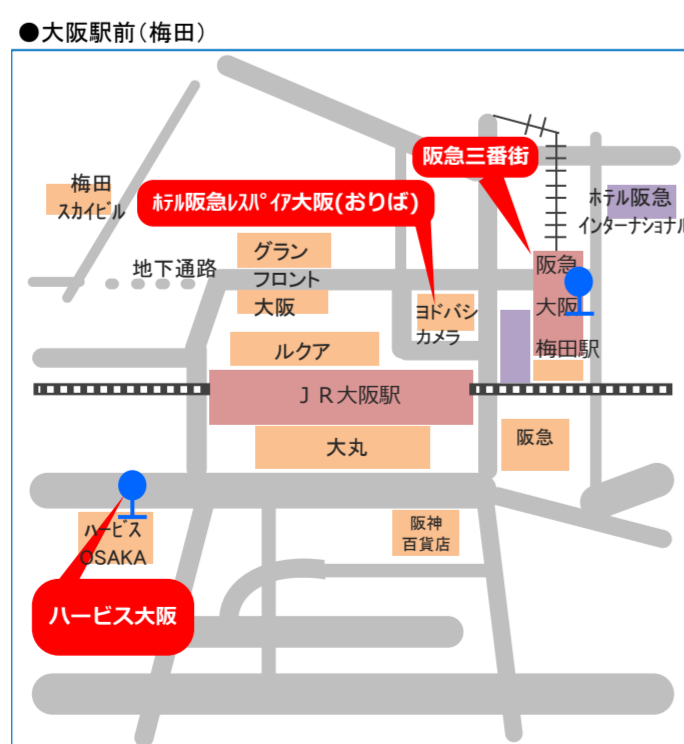 ●大阪駅前（梅田）
阪急三番街
梅田
スカイビル
ﾎﾃﾙ阪急ﾚｽﾊﾟｲｱ大阪(おりば)
ホテル阪急
インターナショナル
グラン
フロント
大阪
地下通路
阪急
大阪
梅田駅
ヨドバシ
カメラ
ルクア
ＪＲ大阪駅
大丸
阪急
ハービス
OSAKA
阪神
百貨店
ハービス大阪